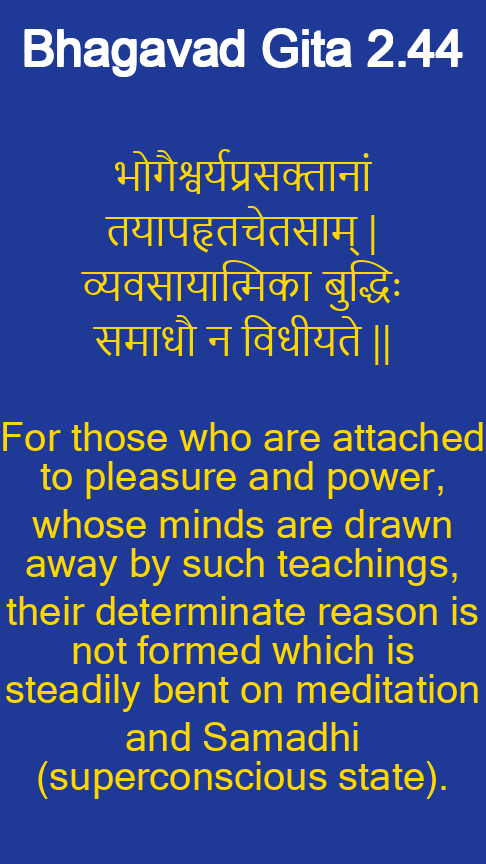 Bhagavad Gita 2.44
भोगैश्वर्यप्रसक्तानां
तयापहृतचेतसाम् |
व्यवसायात्मिका बुद्धिः
समाधौ न विधीयते ||
For those who are attached
to pleasure and power,
whose minds are drawn
away by such teachings,
their determinate reason is
not formed which is
steadily bent on meditation
and Samadhi
(superconscious state).